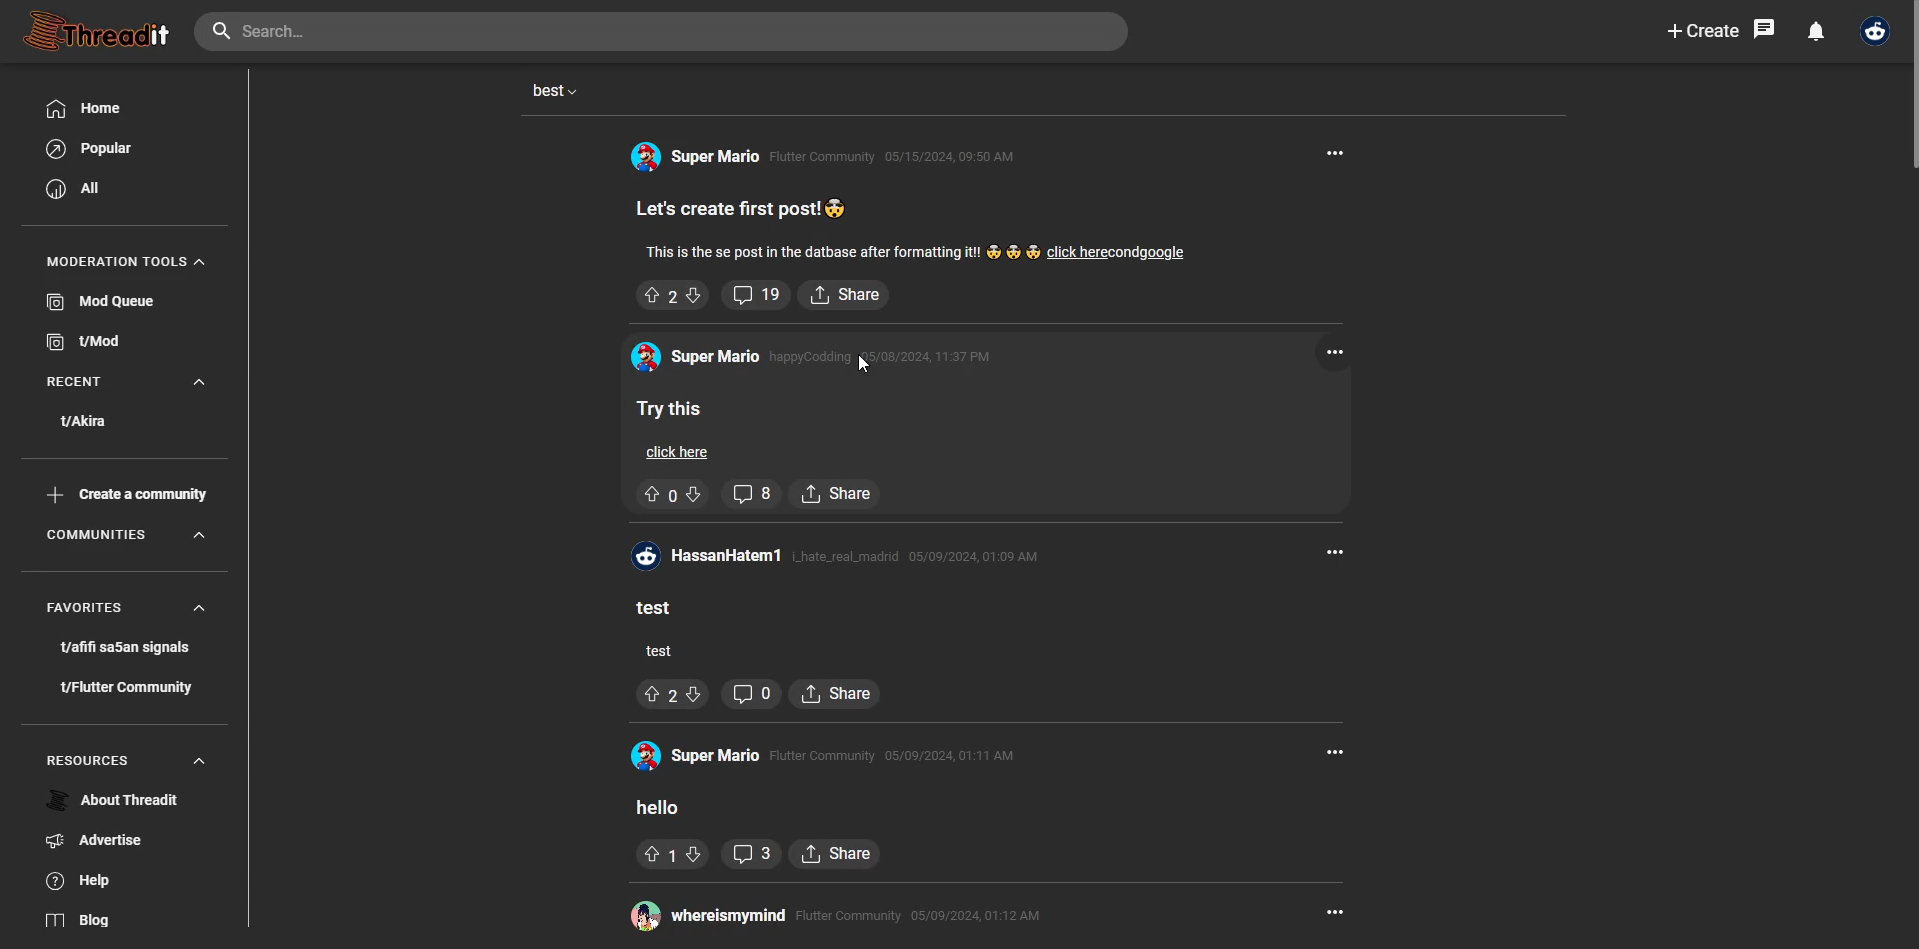 Threadit
Search...
Create
Home
Popular
All
MODERATION TOOLS
Mod Queue
t/Mod
RECENT
t/Akira
Create a community
COMMUNITIES
FAVORITES
t/afifi sa5an signals
t/Flutter Community
RESOURCES
About Threadit
Advertise
Help
Blog
best
Super Mario Flutter Community 05/15/2024, 09:50 AM
Let's create first post!🤯
This is the se post in the datbase after formatting it!! 🤯 🤯 🤯 click herecondgoogle
2 19 Share
Super Mario happyCodding 05/08/2024, 11:37 PM
Try this
click here
0 8 Share
HassanHatem1 i_hate_real_madrid 05/09/2024, 01:09 AM
test
test
2 0 Share
Super Mario Flutter Community 05/09/2024, 01:11 AM
hello
1 3 Share
whereismymind Flutter Community 05/09/2024, 01:12 AM